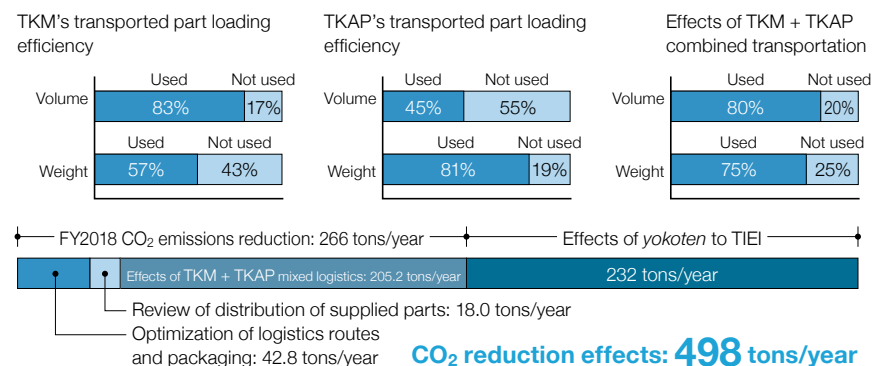 TKM's transported part loading
efficiency
Used Not used
Volume 83% 17%
Used Not used
Weight 57% 43%
TKAP's transported part loading
efficiency
Used Not used
Volume 45% 55%
Used Not used
Weight 81% 19%
Effects of TKM + TKAP
combined transportation
Used Not used
Volume 80% 20%
Used Not used
Weight 75% 25%
FY2018 CO₂ emissions reduction: 266 tons/year
Effects of yokoten to TIEI
Effects of TKM + TKAP mixed logistics: 205.2 tons/year
232 tons/year
Review of distribution of supplied parts: 18.0 tons/year
Optimization of logistics routes
and packaging: 42.8 tons/year
CO₂ reduction effects: 498 tons/year